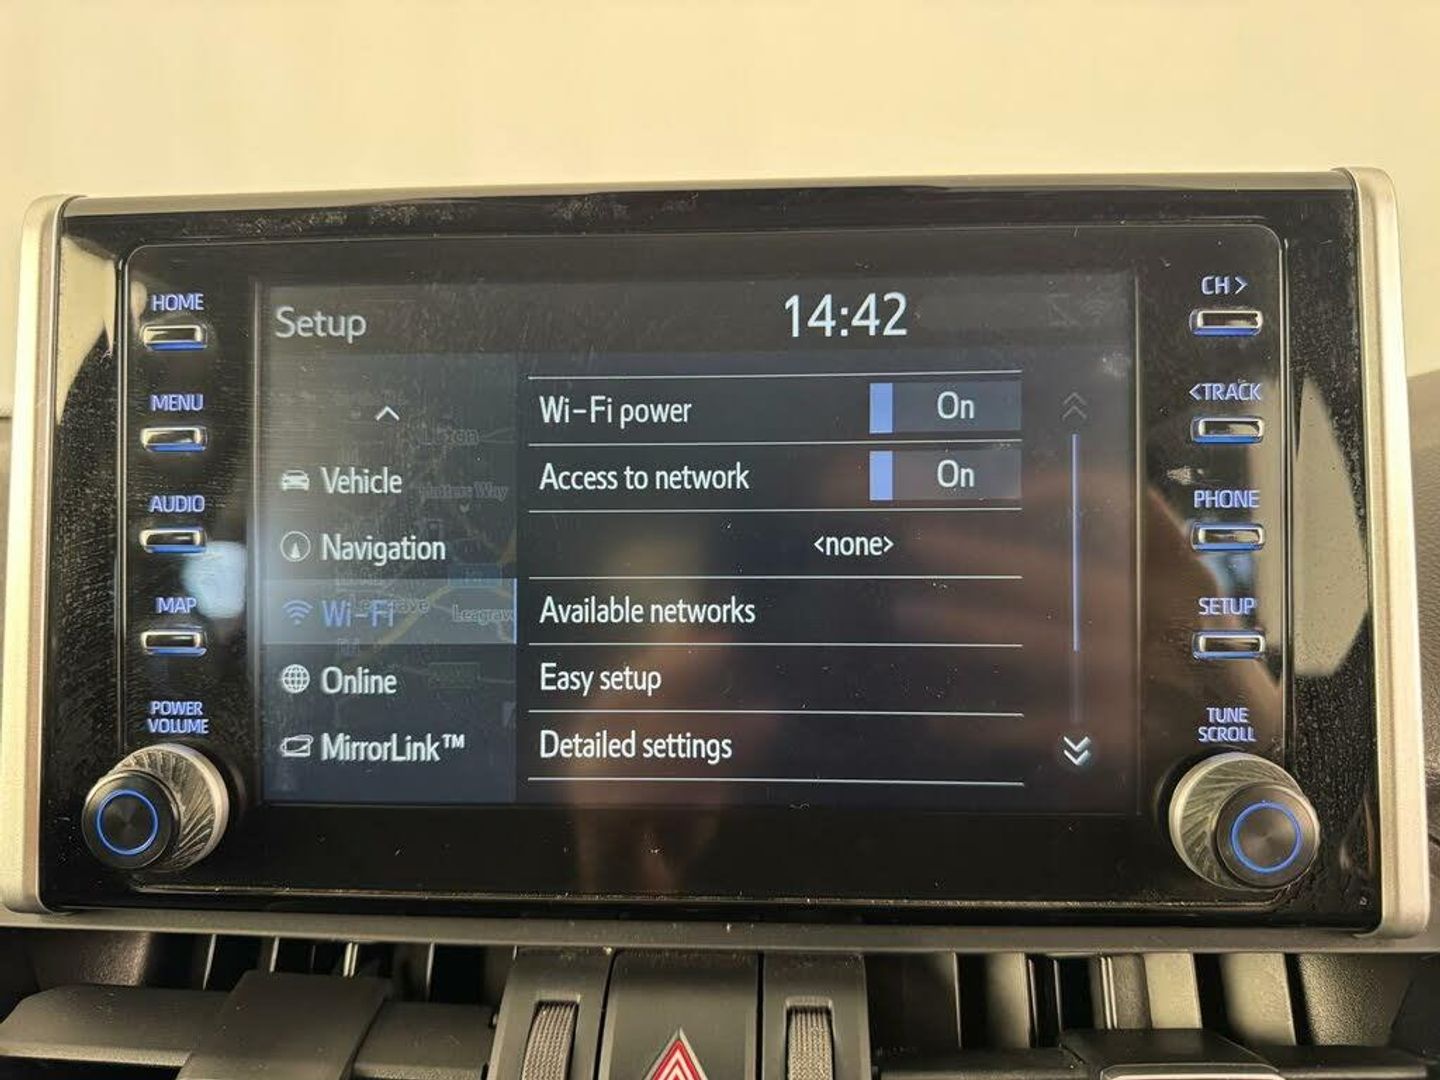 HOME
MENU
AUDIO
MAP
POWER
VOLUME
Setup
14:42
Vehicle
Navigation
Wi-Fi
Online
MirrorLink™
Wi-Fi power On
Access to network On
<none>
Available networks
Easy setup
Detailed settings
CH >
<TRACK
PHONE
SETUP
TUNE
SCROLL